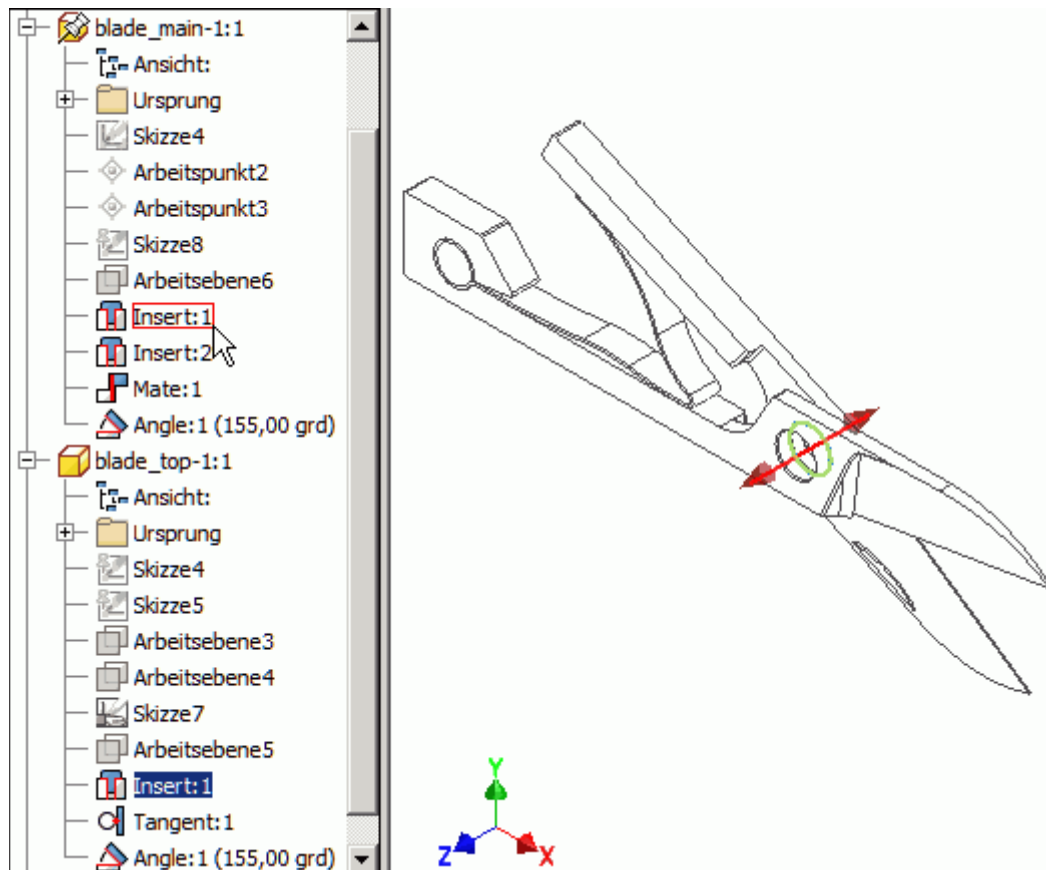 blade_main-1:1
Ansicht:
Ursprung
Skizze4
Arbeitspunkt2
Arbeitspunkt3
Skizze8
Arbeitsebene6
Insert:1
Insert:2
Mate:1
Angle:1 (155,00 grd)
blade_top-1:1
Ansicht:
Ursprung
Skizze4
Skizze5
Arbeitsebene3
Arbeitsebene4
Skizze7
Arbeitsebene5
Insert:1
Tangent:1
Angle:1 (155,00 grd)
Y
Z
X